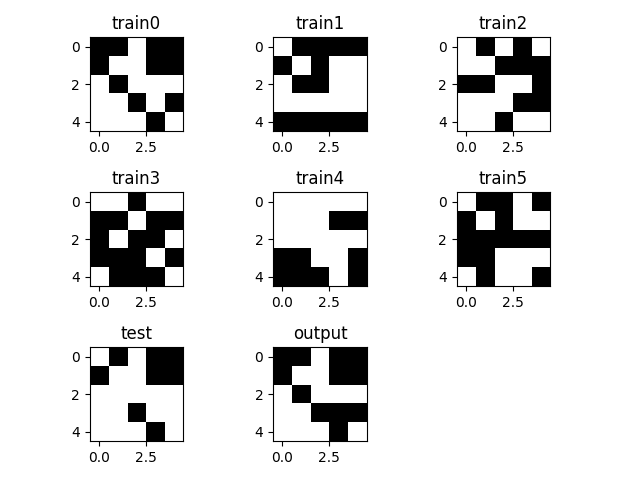 train0 train1 train2
0 0 0
2 2 2
4 4 4
0.0 2.5 0.0 2.5 0.0 2.5
train3 train4 train5
0 0 0
2 2 2
4 4 4
0.0 2.5 0.0 2.5 0.0 2.5
test output
0 0
2 2
4 4
0.0 2.5 0.0 2.5